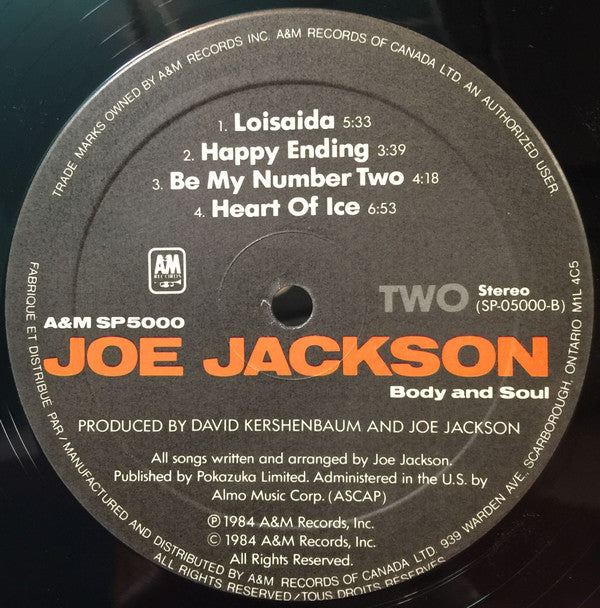 TRADE MARKS OWNED BY A&M RECORDS INC. A&M RECORDS OF CANADA LTD. AN AUTHORIZED USER.
1. Loisaida 5:33
2. Happy Ending 3:39
3. Be My Number Two 4:18
4. Heart Of Ice 6:53
A&M
RECORDS
TWO
Stereo
(SP-05000-B)
A&M SP5000
JOE JACKSON
Body and Soul
PRODUCED BY DAVID KERSHENBAUM AND JOE JACKSON
All songs written and arranged by Joe Jackson.
Published by Pokazuka Limited. Administered in the U.S. by
Almo Music Corp. (ASCAP)
℗ 1984 A&M Records, Inc.
© 1984 A&M Records, Inc.
All Rights Reserved.
FABRIQUE ET DISTRIBUE PAR/MANUFACTURED AND DISTRIBUTED BY A&M RECORDS OF CANADA LTD. 939 WARDEN AVE. SCARBOROUGH, ONTARIO M1L 4C5
ALL RIGHTS RESERVED/TOUS DROITS RESERVES